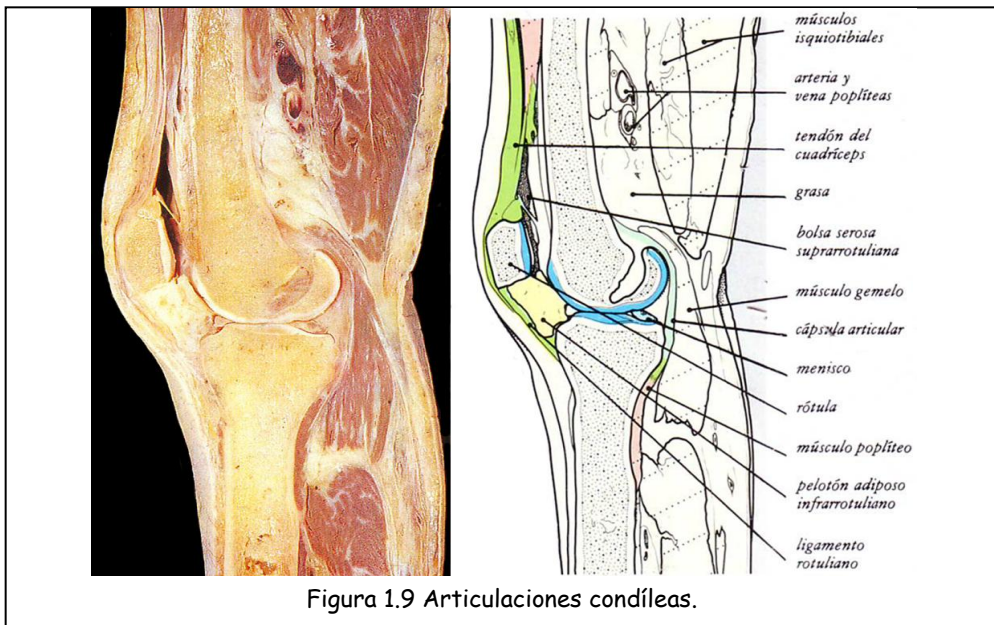 músculos
isquiotibiales
arteria y
vena poplíteas
tendón del
cuadríceps
grasa
bolsa serosa
suprarrotuliana
músculo gemelo
cápsula articular
menisco
rótula
músculo poplíteo
pelotón adiposo
infrarrotuliano
ligamento
rotuliano
Figura 1.9 Articulaciones condíleas.